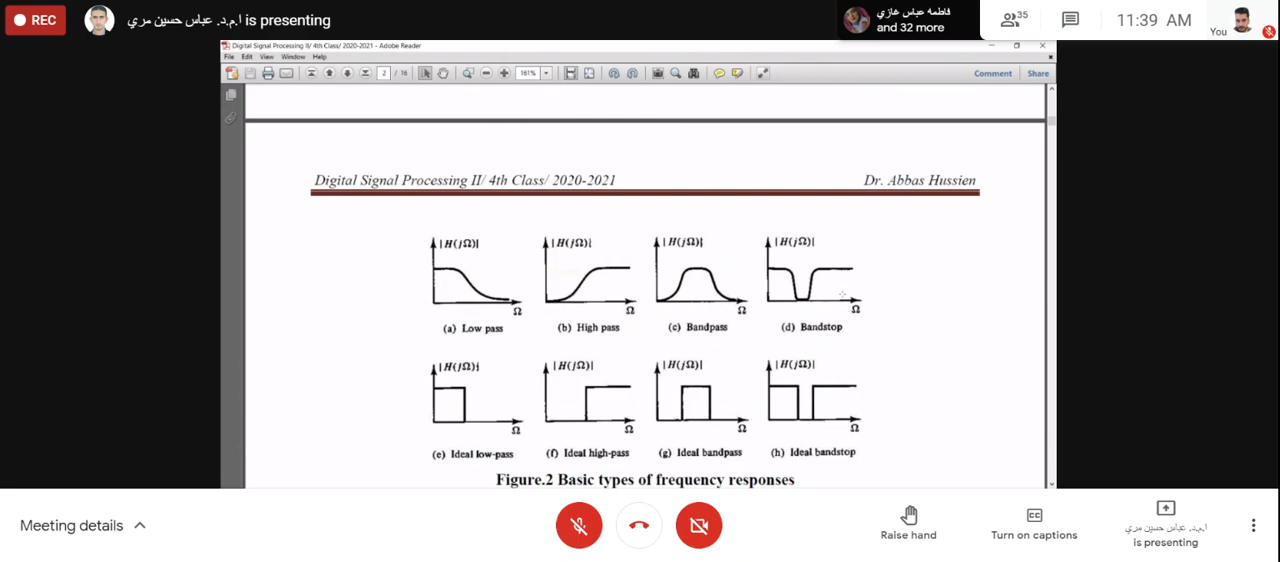 REC
ا.م.د. عباس حسين مري is presenting
فاطمه عباس غازي
and 32 more
35
11:39 AM
You
Digital Signal Processing II/ 4th Class/ 2020-2021 - Adobe Reader
File Edit View Window Help
2 / 16
161%
Comment Share
Digital Signal Processing II/ 4th Class/ 2020-2021 Dr. Abbas Hussien
|H(jΩ)| |H(jΩ)| |H(jΩ)| |H(jΩ)|
Ω Ω Ω Ω
(a) Low pass (b) High pass (c) Bandpass (d) Bandstop
|H(jΩ)| |H(jΩ)| |H(jΩ)| |H(jΩ)|
Ω Ω Ω Ω
(e) Ideal low-pass (f) Ideal high-pass (g) Ideal bandpass (h) Ideal bandstop
Figure.2 Basic types of frequency responses
Meeting details
Raise hand
CC
Turn on captions
ا.م.د. عباس حسين مري
is presenting